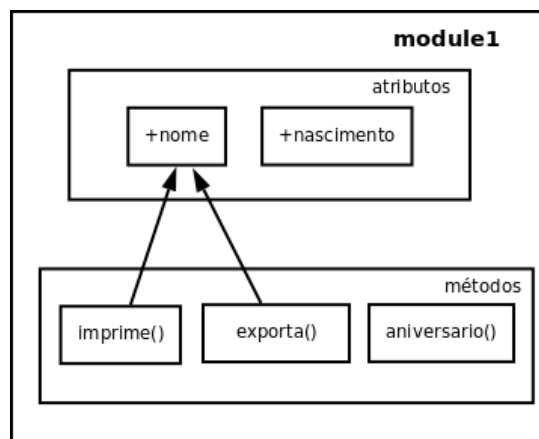 module1
atributos
+nome
+nascimento
métodos
imprime()
exporta()
aniversario()